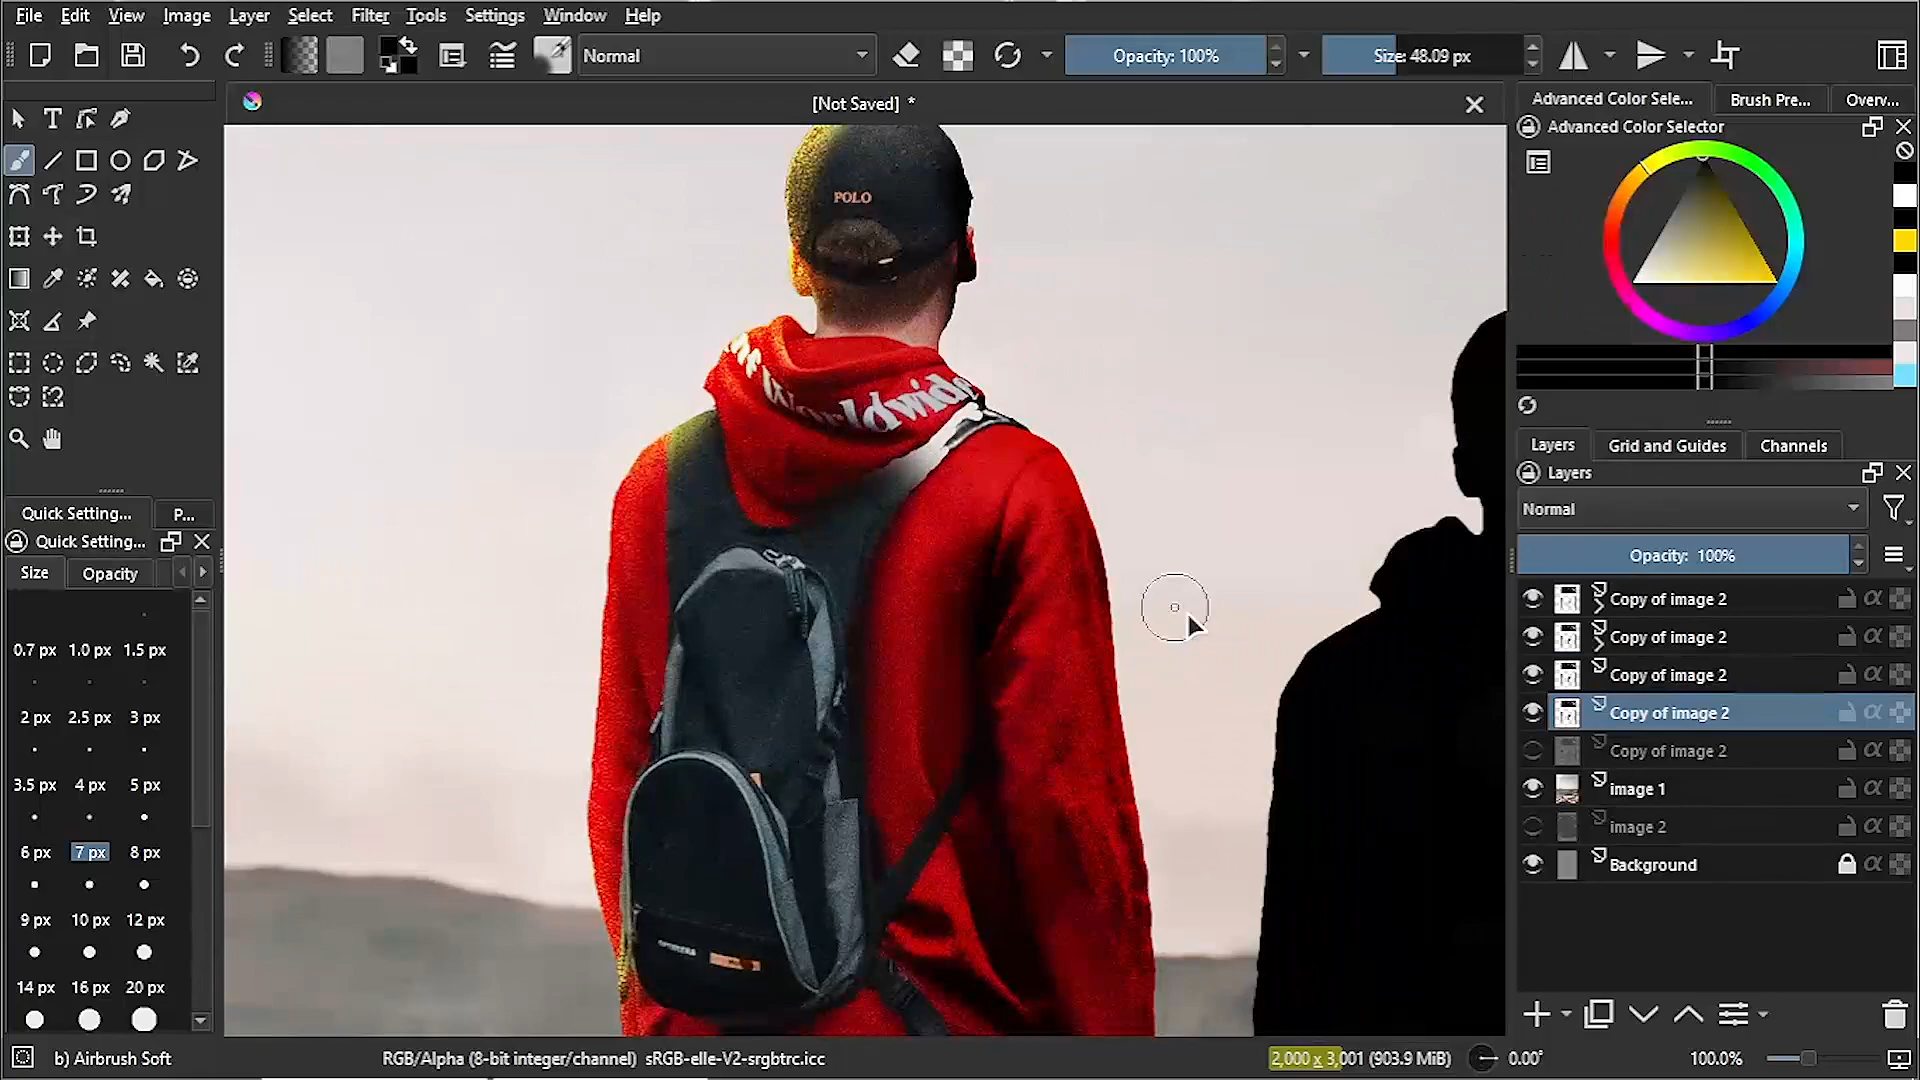 File Edit View Image Layer Select Filter Tools Settings Window Help
Normal Opacity: 100% Size: 48.09 px
[Not Saved] *
Advanced Color Sele... Brush Pre... Overv...
Advanced Color Selector
POLO
Worldwide
Layers Grid and Guides Channels
Layers
Normal
Opacity: 100%
Copy of image 2
Copy of image 2
Copy of image 2
Copy of image 2
Copy of image 2
image 1
image 2
Background
Quick Setting... P...
Quick Setting...
Size Opacity
0.7 px 1.0 px 1.5 px
2 px 2.5 px 3 px
3.5 px 4 px 5 px
6 px 7 px 8 px
9 px 10 px 12 px
14 px 16 px 20 px
b) Airbrush Soft RGB/Alpha (8-bit integer/channel) sRGB-elle-V2-srgbtrc.icc 2,000 x 3,001 (903.9 MiB) 0.00° 100.0%